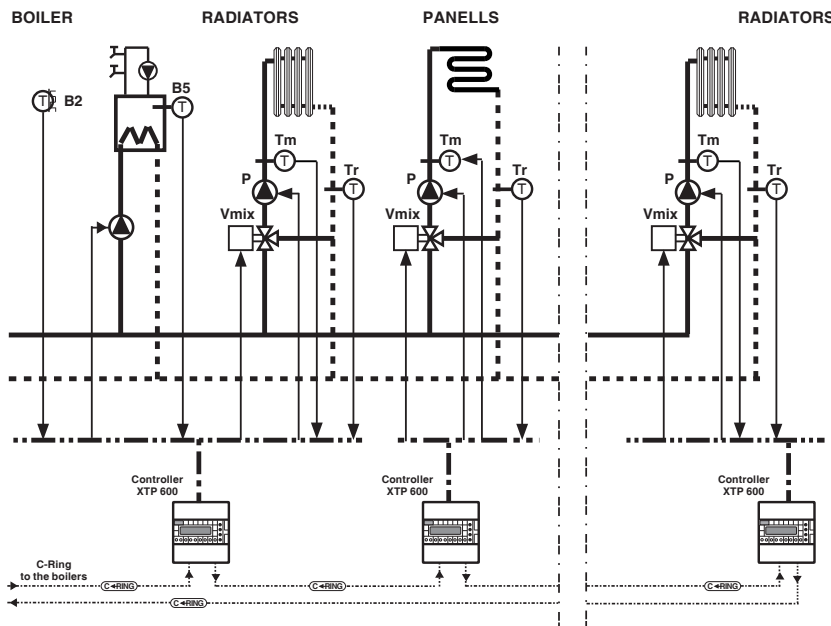 BOILER
RADIATORS
PANELLS
RADIATORS
T
B2
B5
T
Tm
T
Tr
T
P
Vmix
Tm
T
Tr
T
P
Vmix
Tm
T
Tr
T
P
Vmix
Controller
XTP 600
Controller
XTP 600
Controller
XTP 600
C-Ring
to the boilers
C◄RING
C◄RING
C◄RING
C◄RING